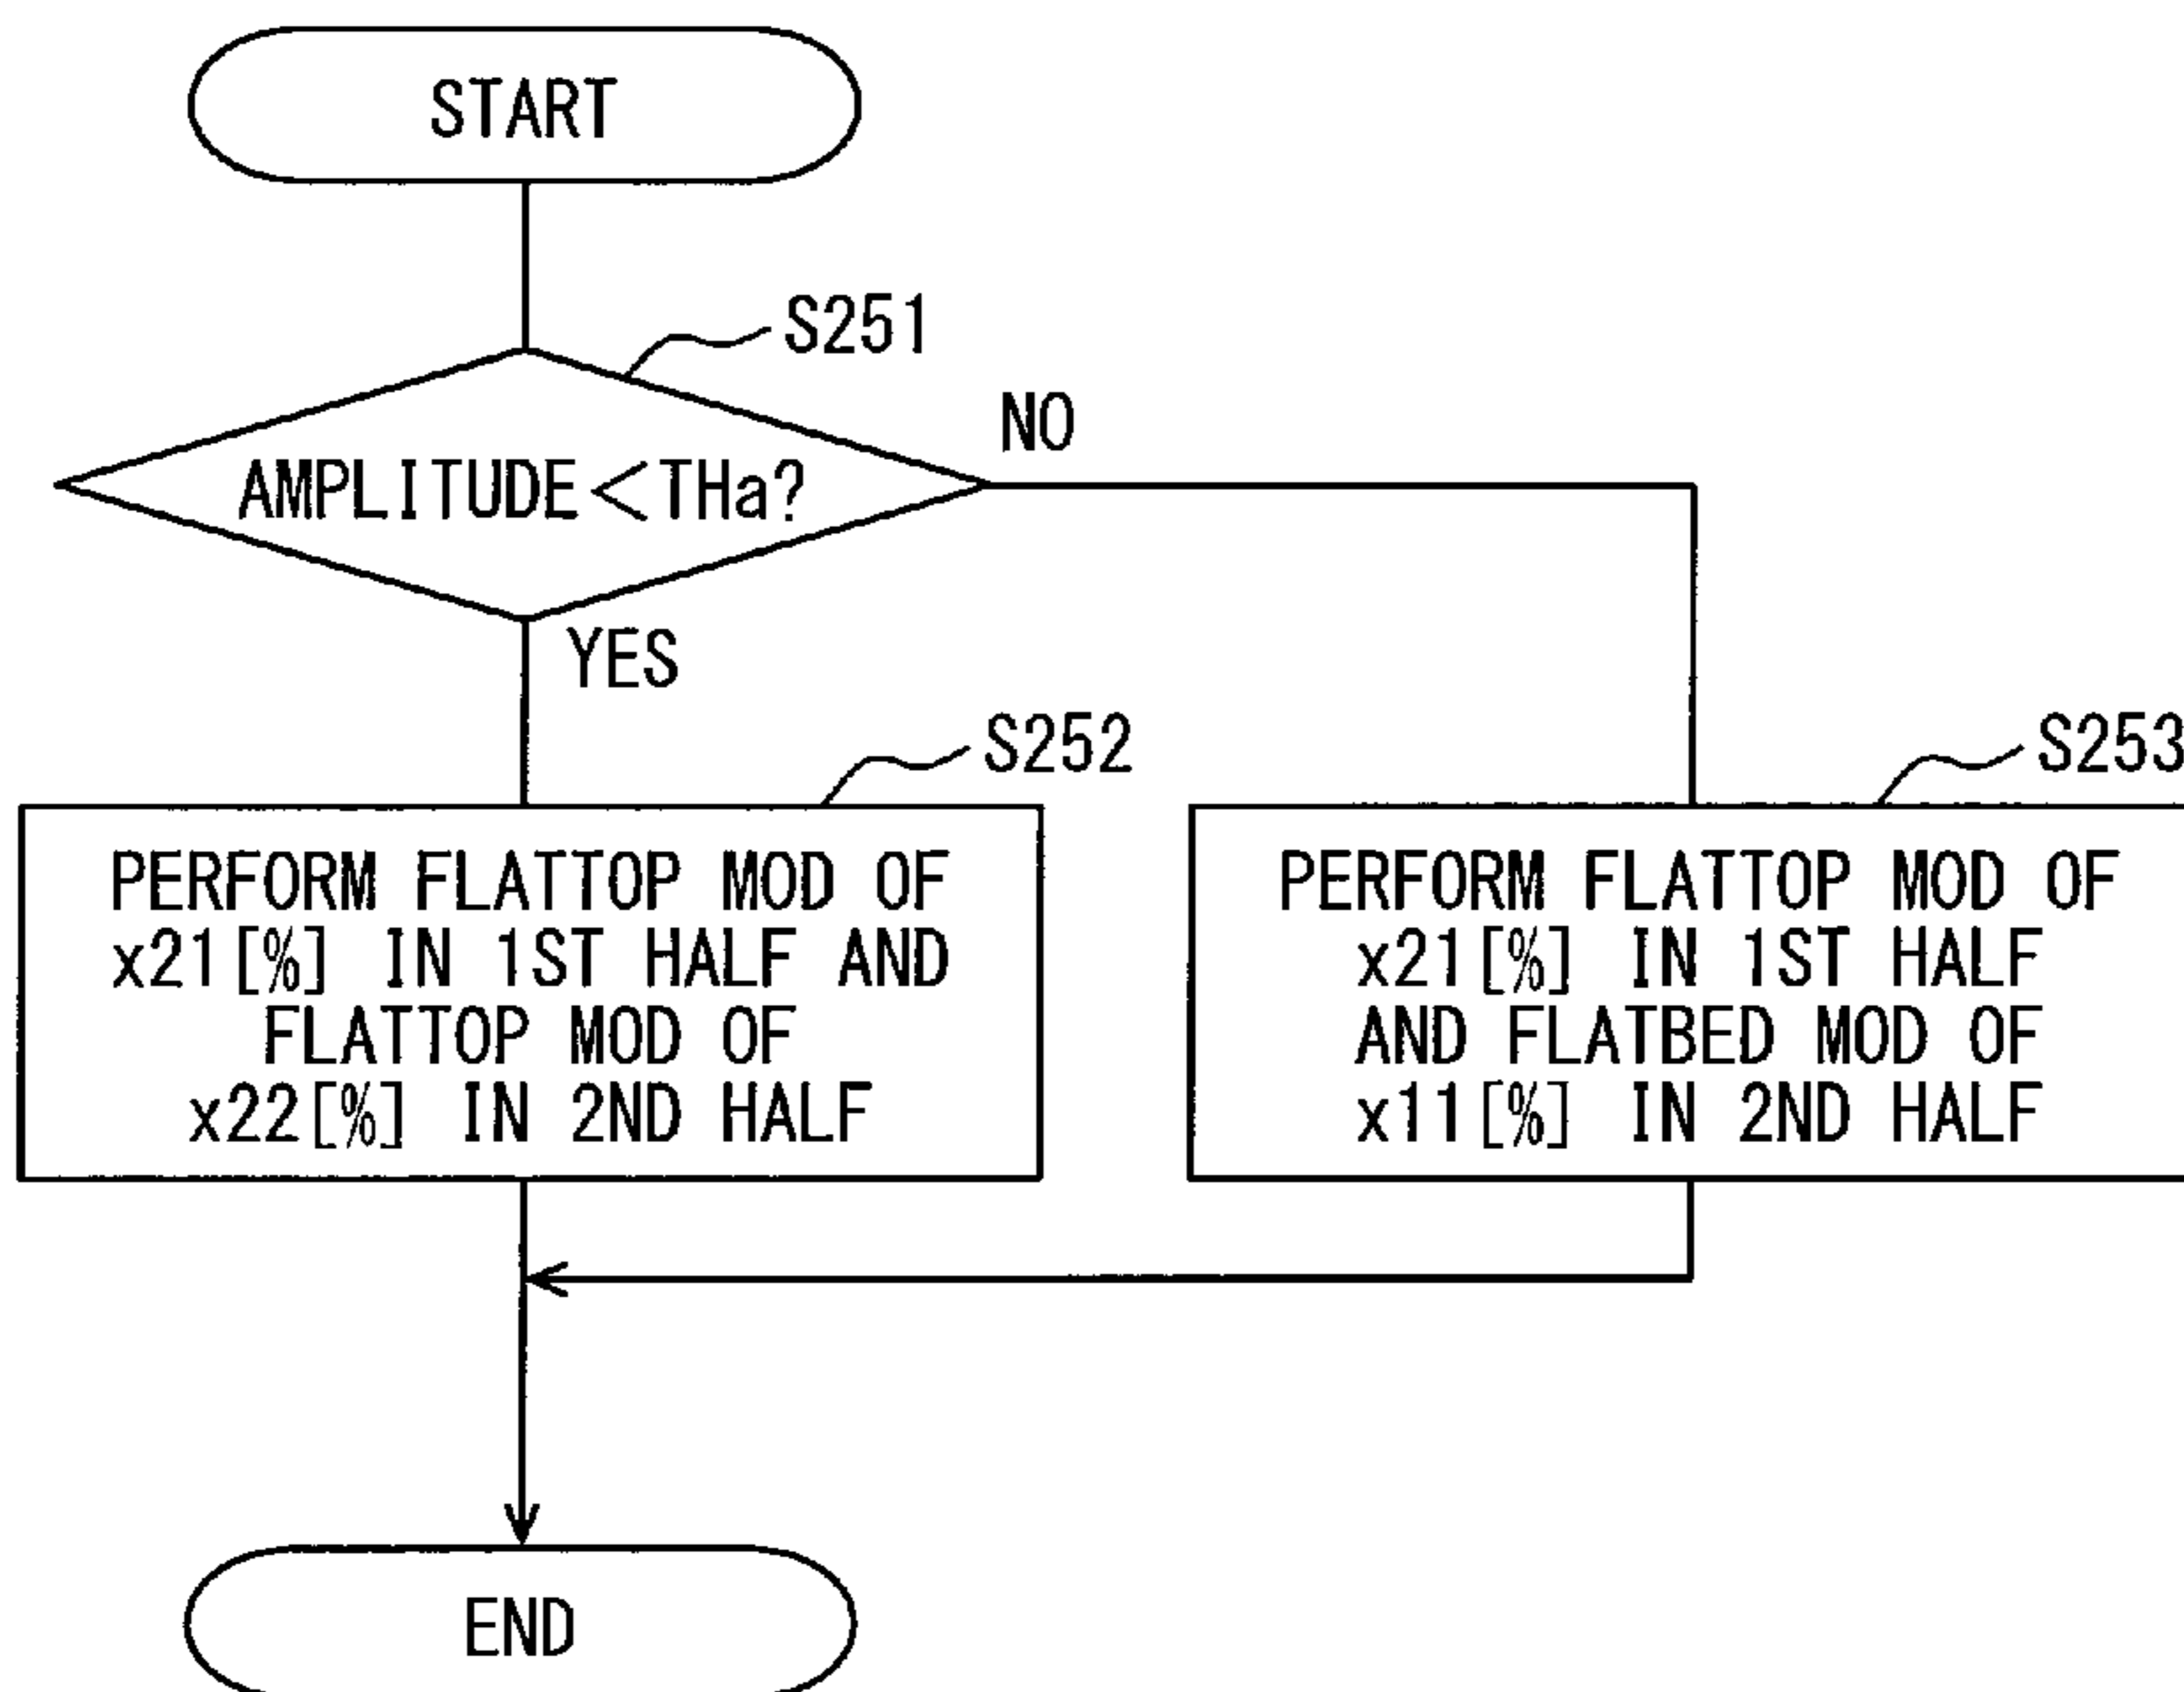 START
S251
AMPLITUDE<THa?
NO
YES
S252
PERFORM FLATTOP MOD OF
x21[%] IN 1ST HALF AND
FLATTOP MOD OF
x22[%] IN 2ND HALF
S253
PERFORM FLATTOP MOD OF
x21[%] IN 1ST HALF
AND FLATBED MOD OF
x11[%] IN 2ND HALF
END